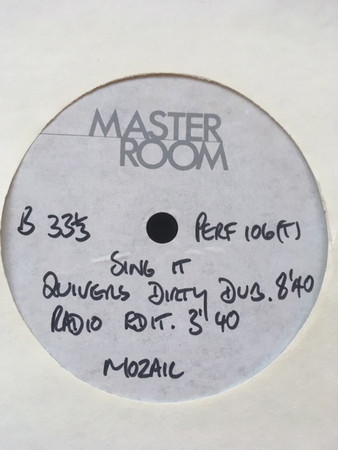 MASTER
ROOM
B 33⅓ PERF 106(T)
SING IT
QUIVERS DIRTY DUB. 8'40
RADIO EDIT. 3'40
MOZAIC